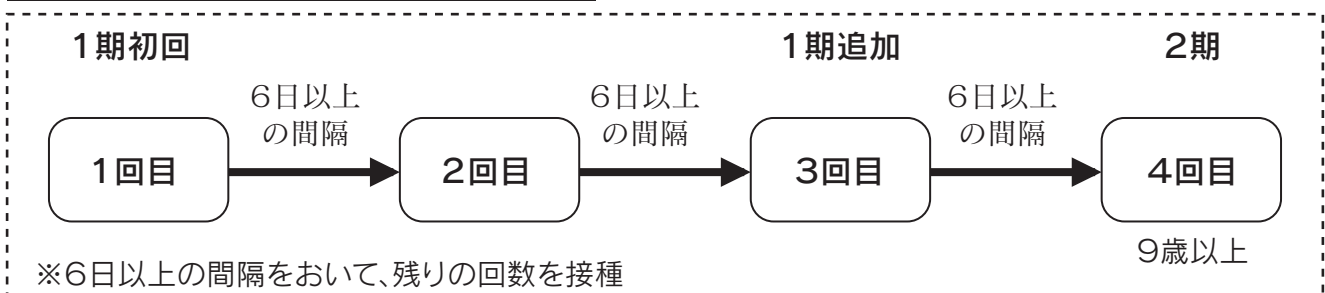 1期初回 1期追加 2期
6日以上 6日以上 6日以上
の間隔 の間隔 の間隔
1回目 2回目 3回目 4回目
9歳以上
※6日以上の間隔をおいて、残りの回数を接種